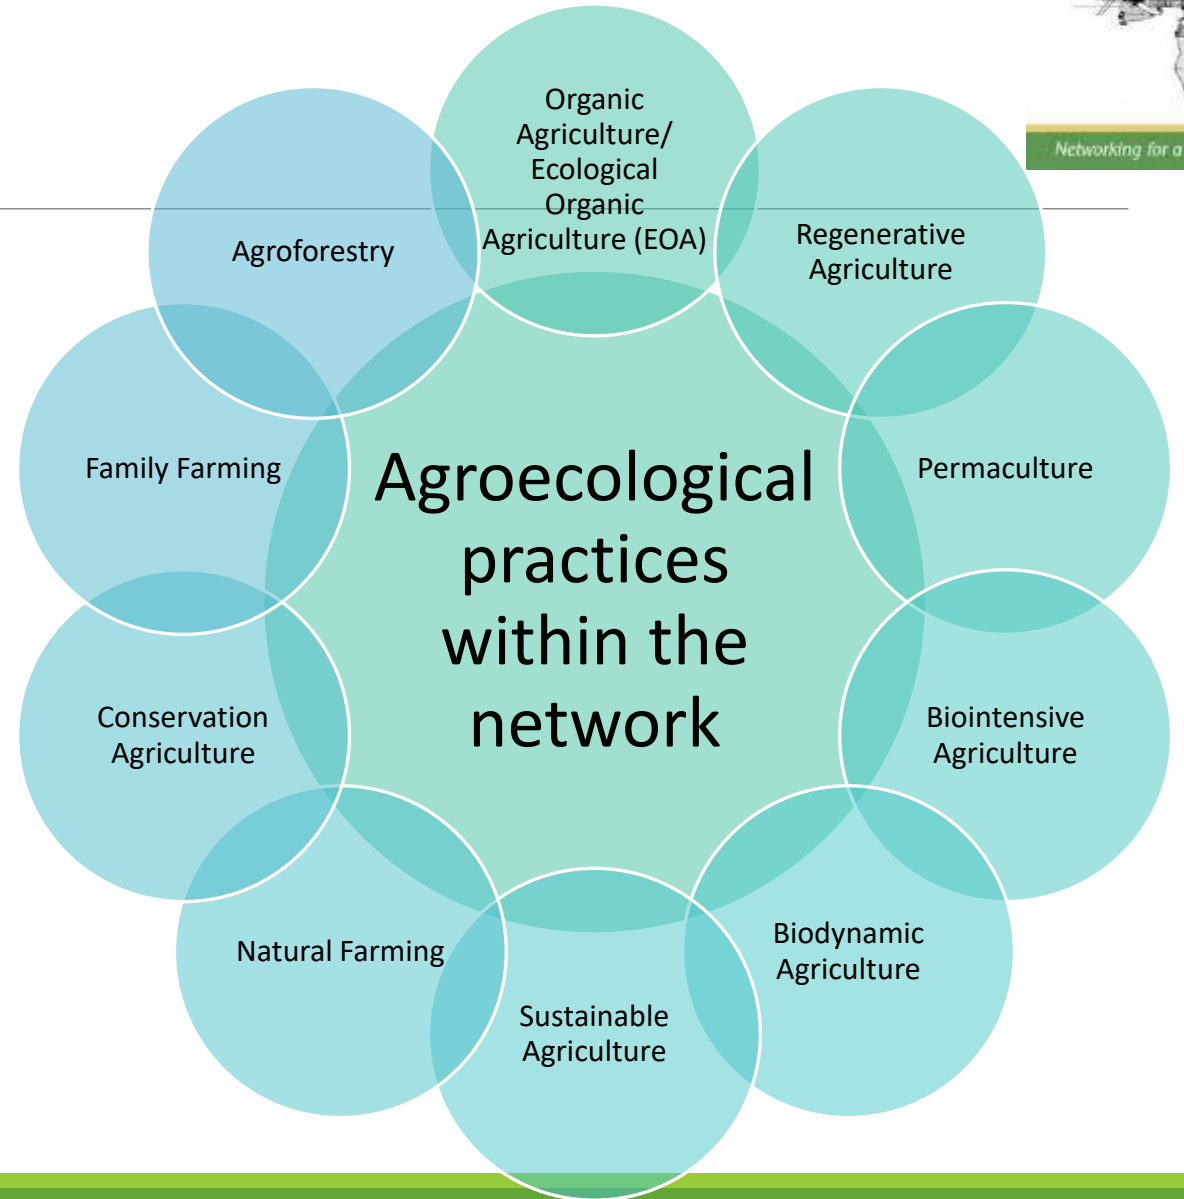 Organic
Agriculture/
Ecological
Organic
Agriculture (EOA)
Networking for a
Regenerative
Agriculture
Agroforestry
Permaculture
Family Farming
Agroecological
practices
within the
network
Biointensive
Agriculture
Conservation
Agriculture
Biodynamic
Agriculture
Natural Farming
Sustainable
Agriculture